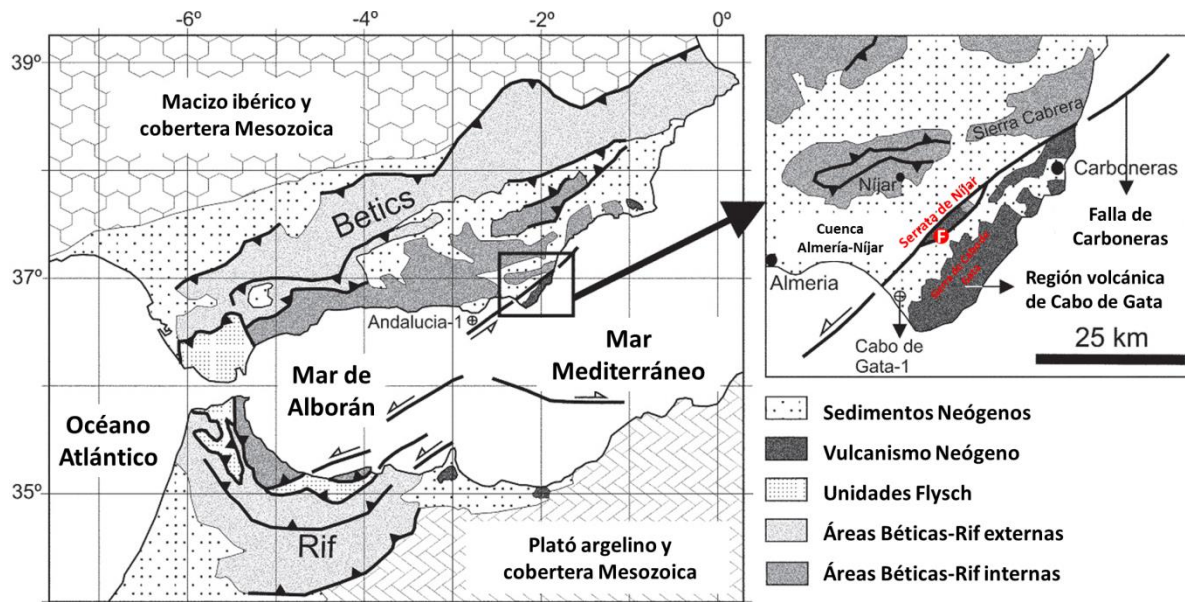 -6º
-4º
-2º
0º
39º
37º
35º
Macizo ibérico y
cobertera Mesozoica
Betics
Andalucia-1
Mar
Mediterráneo
Mar de
Alborán
Océano
Atlántico
Rif
Plató argelino y
cobertera Mesozoica
Sierra Cabrera
Carboneras
Níjar
Serrata de Níjar
Falla de
Carboneras
Cuenca
Almería-Níjar
F
Almeria
Región volcánica
de Cabo de Gata
Cabo de
Gata-1
25 km
Sedimentos Neógenos
Vulcanismo Neógeno
Unidades Flysch
Áreas Béticas-Rif externas
Áreas Béticas-Rif internas